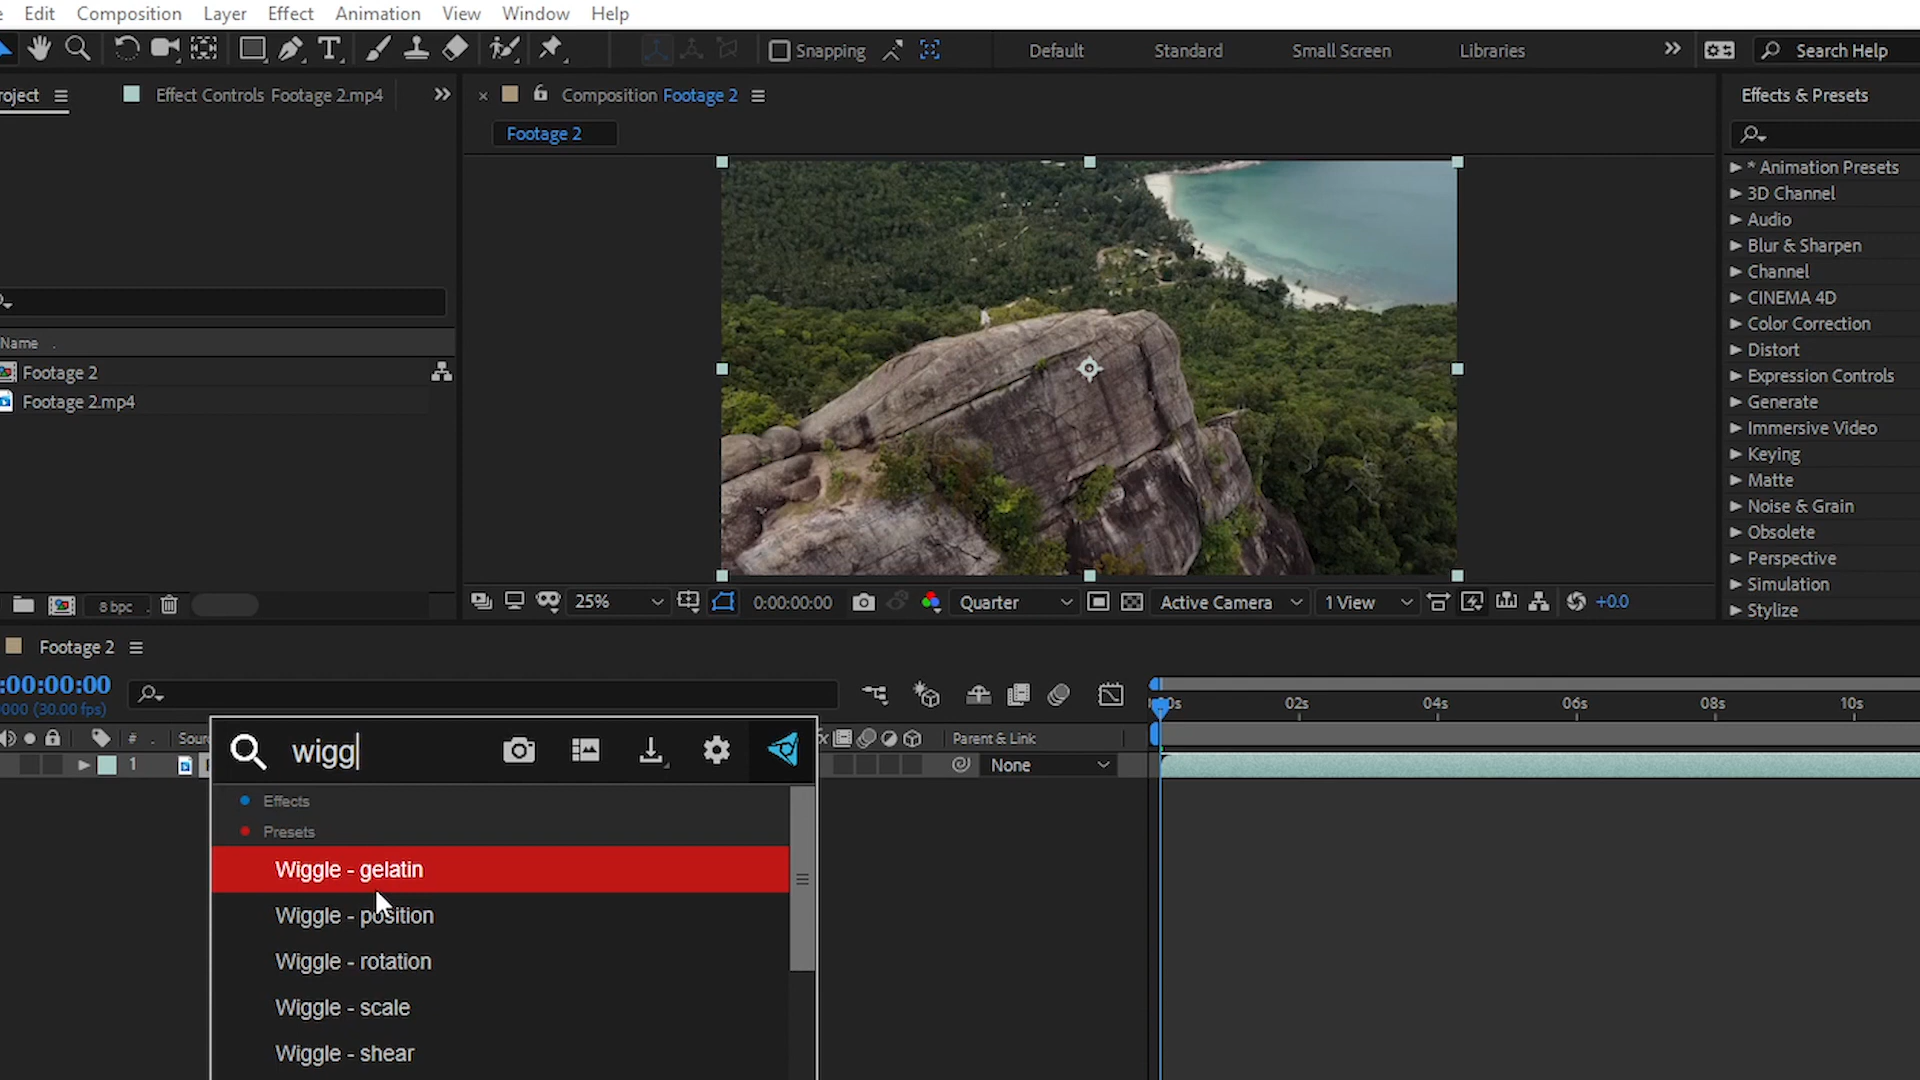 Edit Composition Layer Effect Animation View Window Help
Snapping Default Standard Small Screen Libraries Search Help
roject Effect Controls Footage 2.mp4 Composition Footage 2 Effects & Presets
Footage 2
* Animation Presets
3D Channel
Audio
Blur & Sharpen
Channel
CINEMA 4D
Color Correction
Distort
Expression Controls
Generate
Immersive Video
Keying
Matte
Noise & Grain
Obsolete
Perspective
Simulation
Stylize
Name
Footage 2
Footage 2.mp4
8 bpc
25% 0:00:00:00 Quarter Active Camera 1 View +0.0
Footage 2
:00:00:00
0000 (30.00 fps)
02s 04s 06s 08s 10s
# Sour Parent & Link
1 None
wigg
Effects
Presets
Wiggle - gelatin
Wiggle - position
Wiggle - rotation
Wiggle - scale
Wiggle - shear